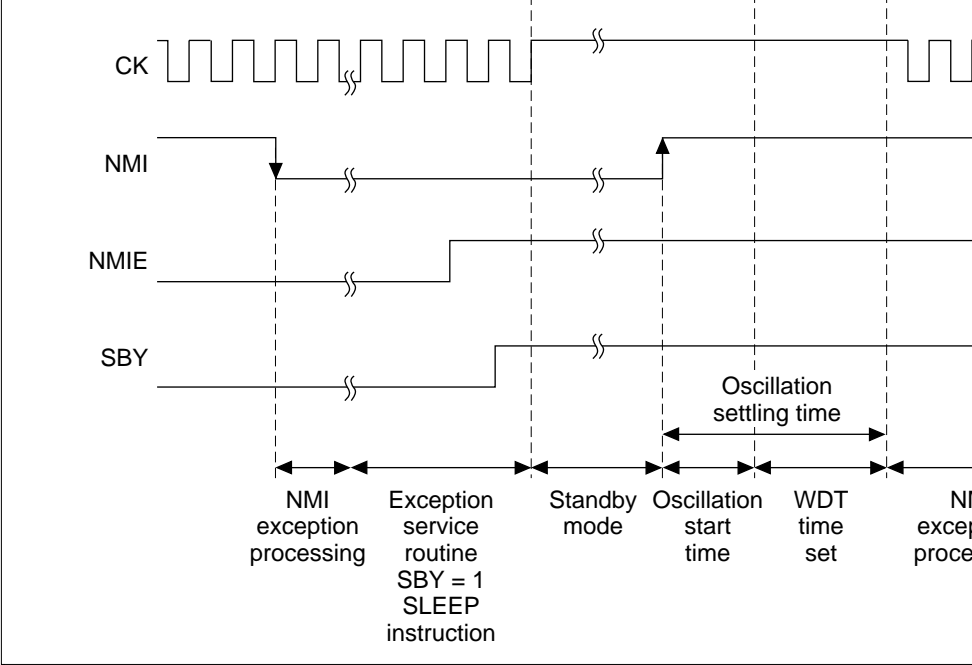 CK
NMI
NMIE
SBY
Oscillation
settling time
NMI
exception
processing
Exception
service
routine
SBY = 1
SLEEP
instruction
Standby
mode
Oscillation
start
time
WDT
time
set